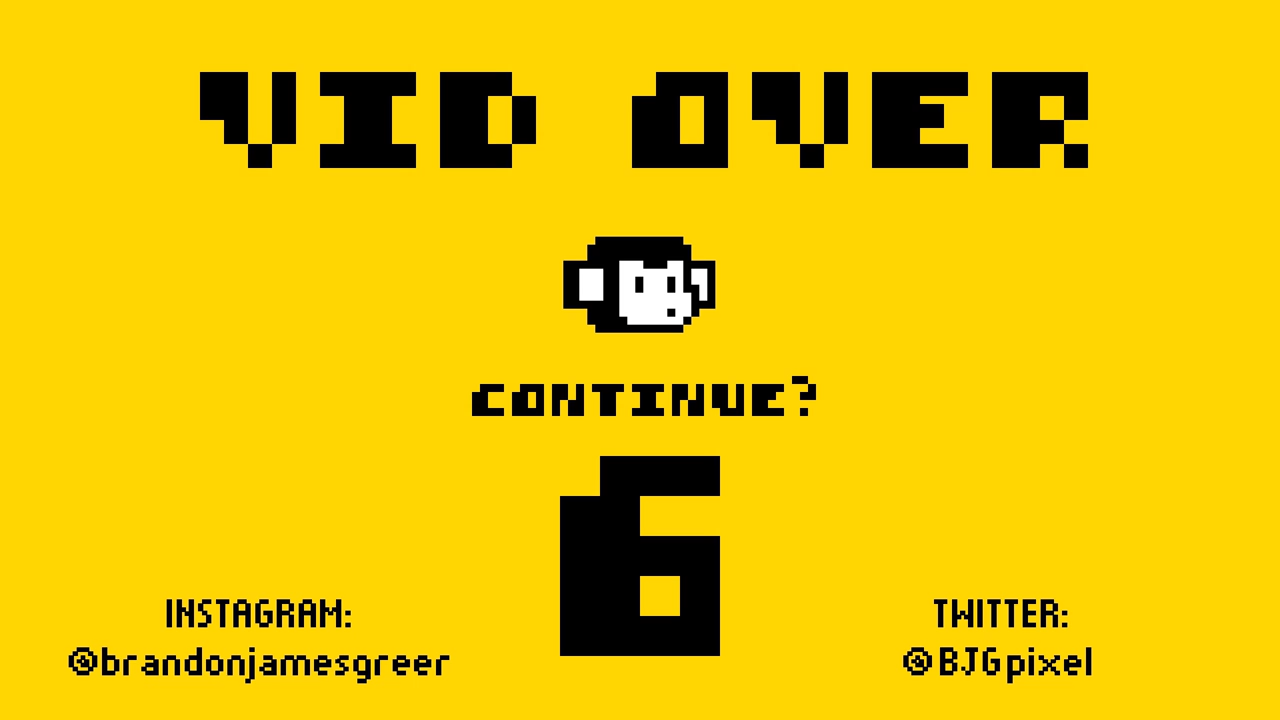 VID OVER
CONTINUE?
6
INSTAGRAM:
@brandonjamesgreer
TWITTER:
@BJGpixel